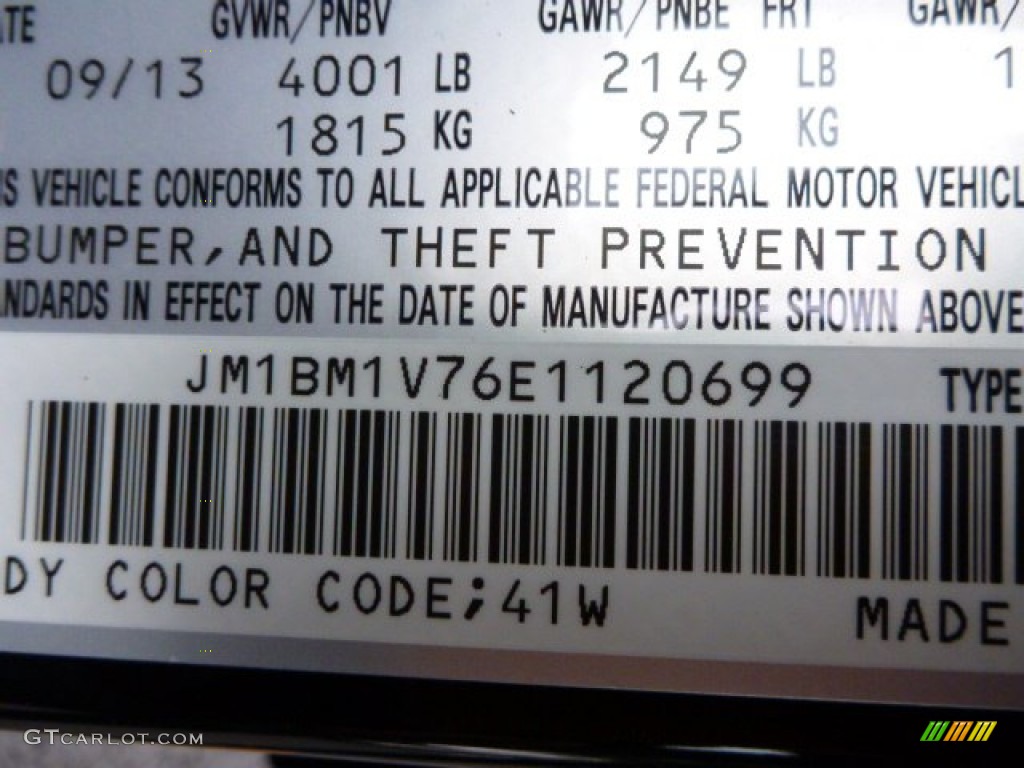 ATE GVWR/PNBV GAWR/PNBE FRT GAWR/
09/13 4001 LB 2149 LB 1
1815 KG 975 KG
IS VEHICLE CONFORMS TO ALL APPLICABLE FEDERAL MOTOR VEHICL
BUMPER, AND THEFT PREVENTION
ANDARDS IN EFFECT ON THE DATE OF MANUFACTURE SHOWN ABOVE
JM1BM1V76E1120699 TYPE
DY COLOR CODE;41W MADE
GTCARLOT.COM